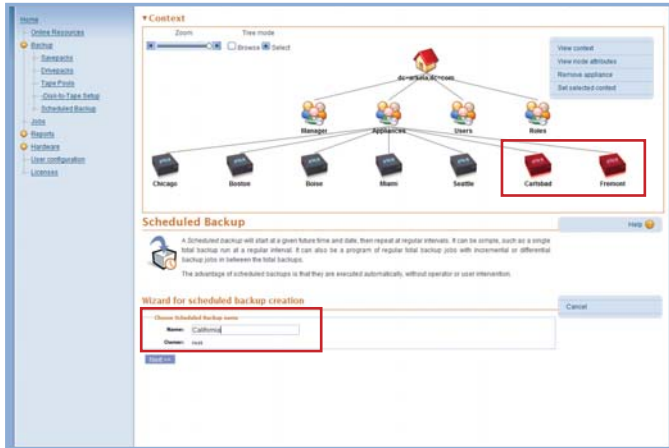 Home
Online Resources
Backup
Savepacks
Drivepacks
Tape Pools
Scheduled Backup
Jobs
Reports
Hardware
User configuration
Licenses
▾Context
Zoom
Tree mode
Browse
Select
View context
View node attributes
Remove appliance
Set selected context
Manager
Appliances
Users
Roles
Chicago
Boston
Boise
Miami
Seattle
Carlsbad
Fremont
Scheduled Backup
Help
A Scheduled backup will start at a given future time and date, then repeat at regular intervals. It can be simple, such as a single
total backup run at a regular interval. It can also be a program of regular total backup jobs with incremental or differential
backup jobs in between the total backups.
The advantage of scheduled backups is that they are executed automatically, without operator or user intervention.
Wizard for scheduled backup creation
Cancel
Choose Scheduled Backup name
Name: California
Owner:
Next >>